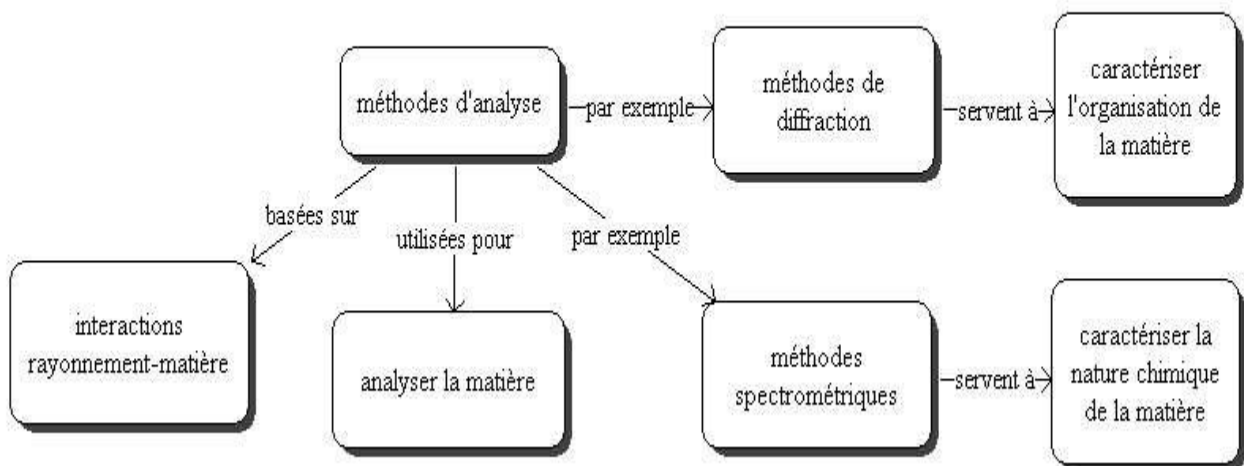 méthodes d'analyse
par exemple
méthodes de
diffraction
servent à
caractériser
l'organisation de
la matière
basées sur
utilisées pour
par exemple
interactions
rayonnement-matière
analyser la matière
méthodes
spectrométriques
servent à
caractériser la
nature chimique
de la matière